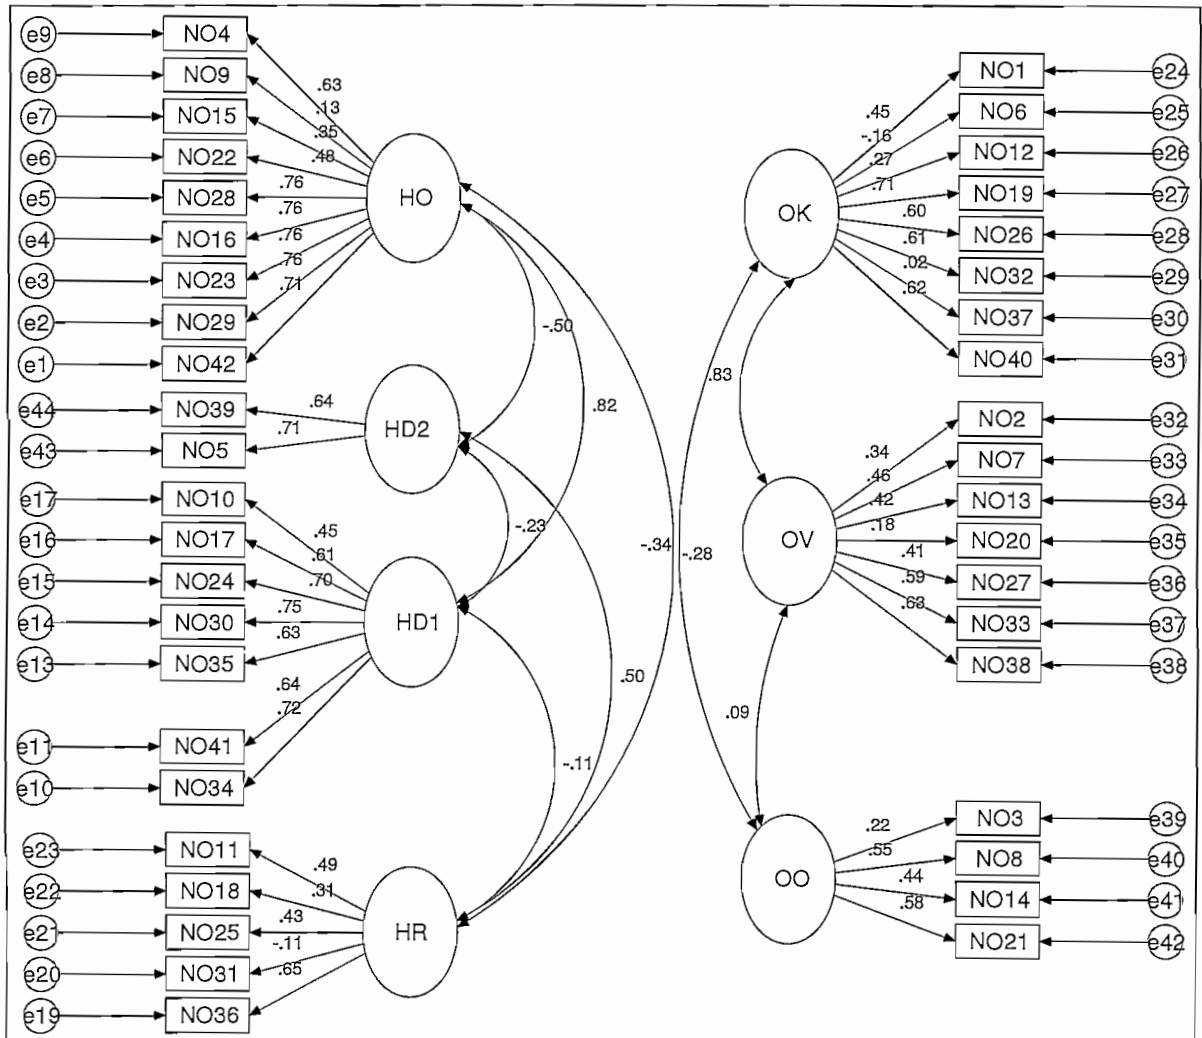 e9 NO4
e8 NO9
e7 NO15
e6 NO22
e5 NO28
e4 NO16
e3 NO23
e2 NO29
e1 NO42
.63
.13
.35
.48
.76
.76
.76
.76
.71
HO
e44 NO39
e43 NO5
.64
.71
HD2
e17 NO10
e16 NO17
e15 NO24
e14 NO30
e13 NO35
e11 NO41
e10 NO34
.45
.61
.70
.75
.63
.64
.72
HD1
e23 NO11
e22 NO18
e21 NO25
e20 NO31
e19 NO36
.49
.31
.43
-.11
.65
HR
-.50
.82
-.23
-.34
.50
-.11
OK
.45
-.16
.27
.71
.60
.61
.02
.62
NO1 e24
NO6 e25
NO12 e26
NO19 e27
NO26 e28
NO32 e29
NO37 e30
NO40 e31
.83
-.28
.09
OV
.34
.46
.42
.18
.41
.59
.63
NO2 e32
NO7 e33
NO13 e34
NO20 e35
NO27 e36
NO33 e37
NO38 e38
OO
.22
.55
.44
.58
NO3 e39
NO8 e40
NO14 e41
NO21 e42